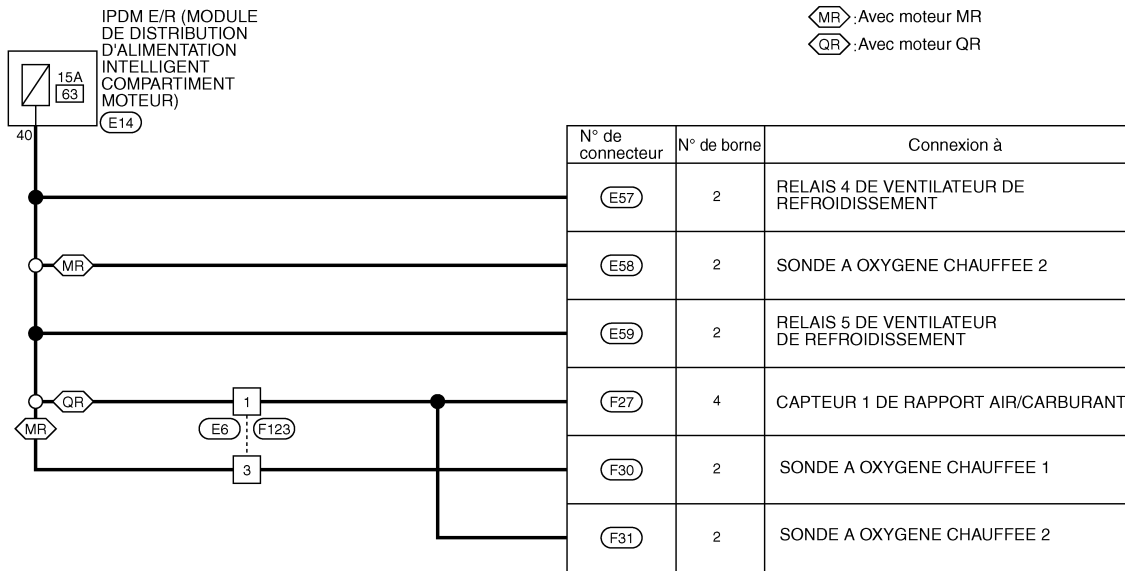 IPDM E/R (MODULE
DE DISTRIBUTION
D'ALIMENTATION
INTELLIGENT
COMPARTIMENT
MOTEUR)
15A
63
E14
40
MR :Avec moteur MR
QR :Avec moteur QR
N° de
connecteur
N° de borne
Connexion à
E57
2
RELAIS 4 DE VENTILATEUR DE
REFROIDISSEMENT
MR
E58
2
SONDE A OXYGENE CHAUFFEE 2
E59
2
RELAIS 5 DE VENTILATEUR
DE REFROIDISSEMENT
QR
1
F27
4
CAPTEUR 1 DE RAPPORT AIR/CARBURANT
MR
E6
F123
3
F30
2
SONDE A OXYGENE CHAUFFEE 1
F31
2
SONDE A OXYGENE CHAUFFEE 2